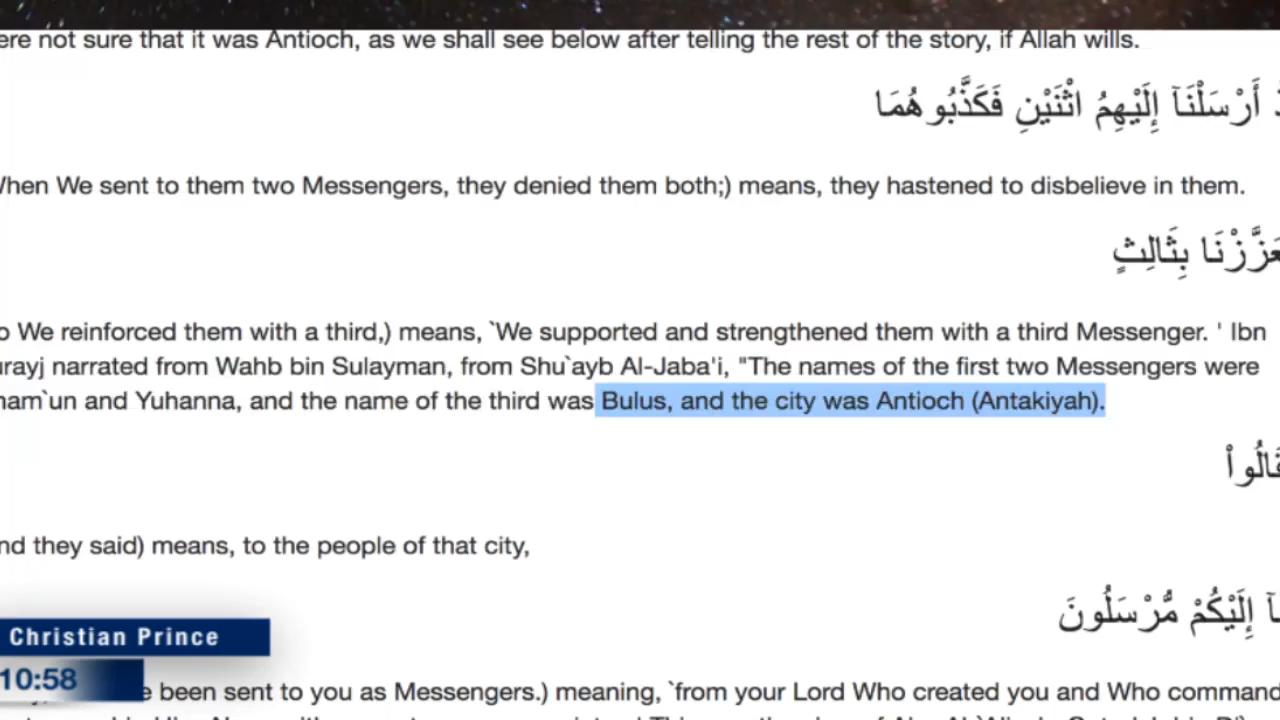 ere not sure that it was Antioch, as we shall see below after telling the rest of the story, if Allah wills.
أَرْسَلْنَآ إِلَيْهِمُ اثْنَيْنِ فَكَذَّبُوهُمَا
When We sent to them two Messengers, they denied them both;) means, they hastened to disbelieve in them.
عَزَّزْنَا بِثَالِثٍ
o We reinforced them with a third,) means, `We supported and strengthened them with a third Messenger. ' Ibn
urayj narrated from Wahb bin Sulayman, from Shu`ayb Al-Jaba'i, "The names of the first two Messengers were
ham`un and Yuhanna, and the name of the third was Bulus, and the city was Antioch (Antakiyah).
قَالُواْ
nd they said) means, to the people of that city,
إِلَيْكُمْ مُّرْسَلُونَ
Christian Prince
10:58
e been sent to you as Messengers.) meaning, `from your Lord Who created you and Who command